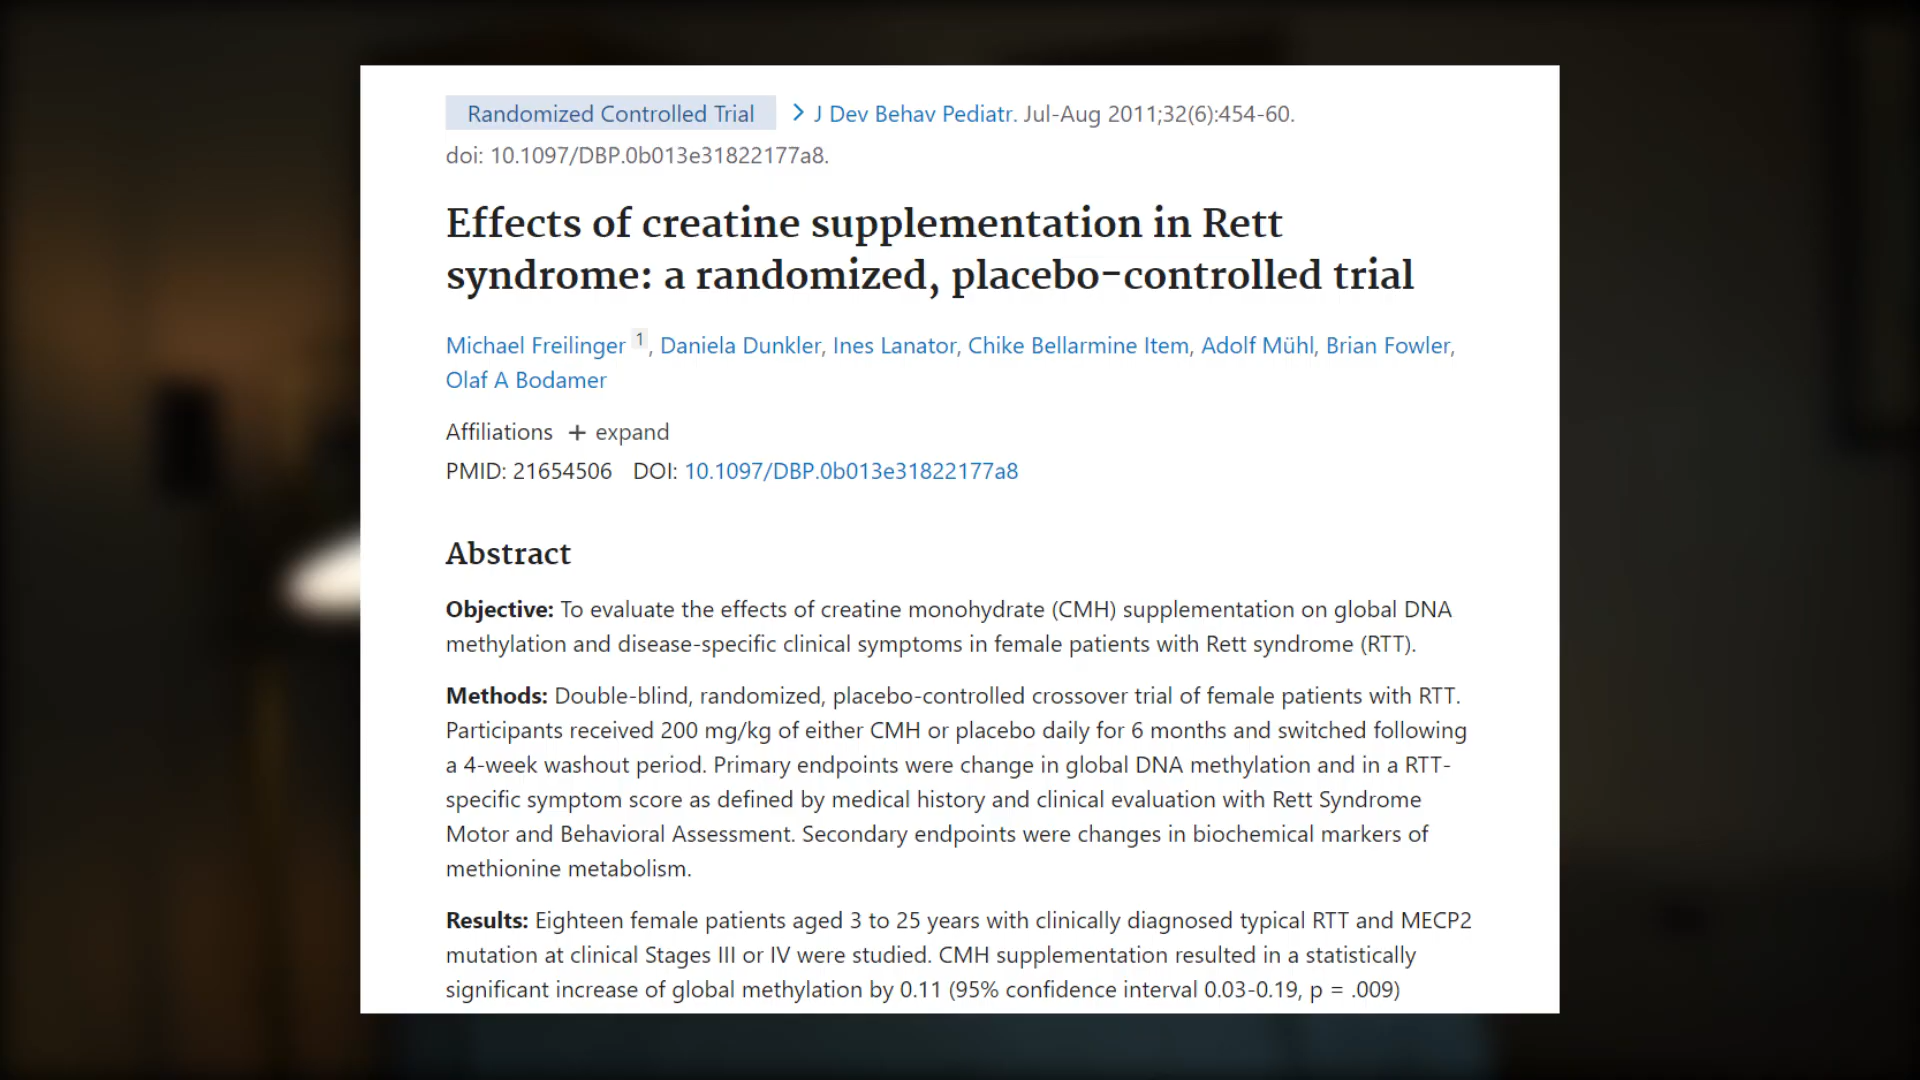 Randomized Controlled Trial > J Dev Behav Pediatr. Jul-Aug 2011;32(6):454-60.
doi: 10.1097/DBP.0b013e31822177a8.
Effects of creatine supplementation in Rett
syndrome: a randomized, placebo-controlled trial
Michael Freilinger 1, Daniela Dunkler, Ines Lanator, Chike Bellarmine Item, Adolf Mühl, Brian Fowler,
Olaf A Bodamer
Affiliations + expand
PMID: 21654506 DOI: 10.1097/DBP.0b013e31822177a8
Abstract
Objective: To evaluate the effects of creatine monohydrate (CMH) supplementation on global DNA
methylation and disease-specific clinical symptoms in female patients with Rett syndrome (RTT).
Methods: Double-blind, randomized, placebo-controlled crossover trial of female patients with RTT.
Participants received 200 mg/kg of either CMH or placebo daily for 6 months and switched following
a 4-week washout period. Primary endpoints were change in global DNA methylation and in a RTT-
specific symptom score as defined by medical history and clinical evaluation with Rett Syndrome
Motor and Behavioral Assessment. Secondary endpoints were changes in biochemical markers of
methionine metabolism.
Results: Eighteen female patients aged 3 to 25 years with clinically diagnosed typical RTT and MECP2
mutation at clinical Stages III or IV were studied. CMH supplementation resulted in a statistically
significant increase of global methylation by 0.11 (95% confidence interval 0.03-0.19, p = .009)